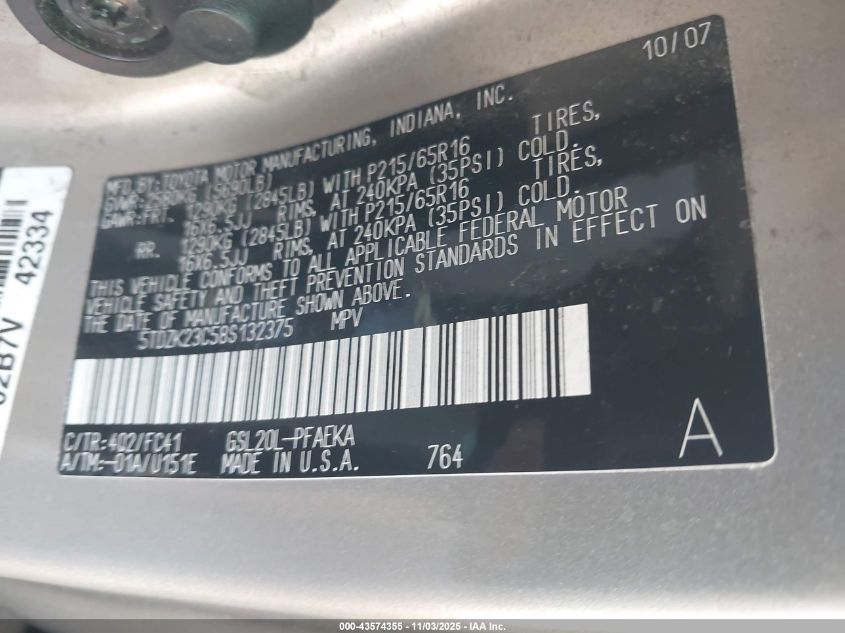 10/07
MFD.BY:TOYOTA MOTOR MANUFACTURING, INDIANA, INC.
GVWR:2580KG (5690LB)
GAWR:FRT. 1290KG (2845LB) WITH P215/65R16 TIRES,
16X6.5JJ RIMS, AT 240KPA (35PSI) COLD.
RR. 1290KG (2845LB) WITH P215/65R16 TIRES,
16X6.5JJ RIMS, AT 240KPA (35PSI) COLD.
THIS VEHICLE CONFORMS TO ALL APPLICABLE FEDERAL MOTOR
VEHICLE SAFETY AND THEFT PREVENTION STANDARDS IN EFFECT ON
THE DATE OF MANUFACTURE SHOWN ABOVE.
5TDZK23C58S132375 MPV
C/TR:402/FC41 GSL20L-PFAEKA
A/TM:-01A/U151E MADE IN U.S.A. 764
A
02B7V 42334
000-43574355 — 11/03/2025 — IAA Inc.